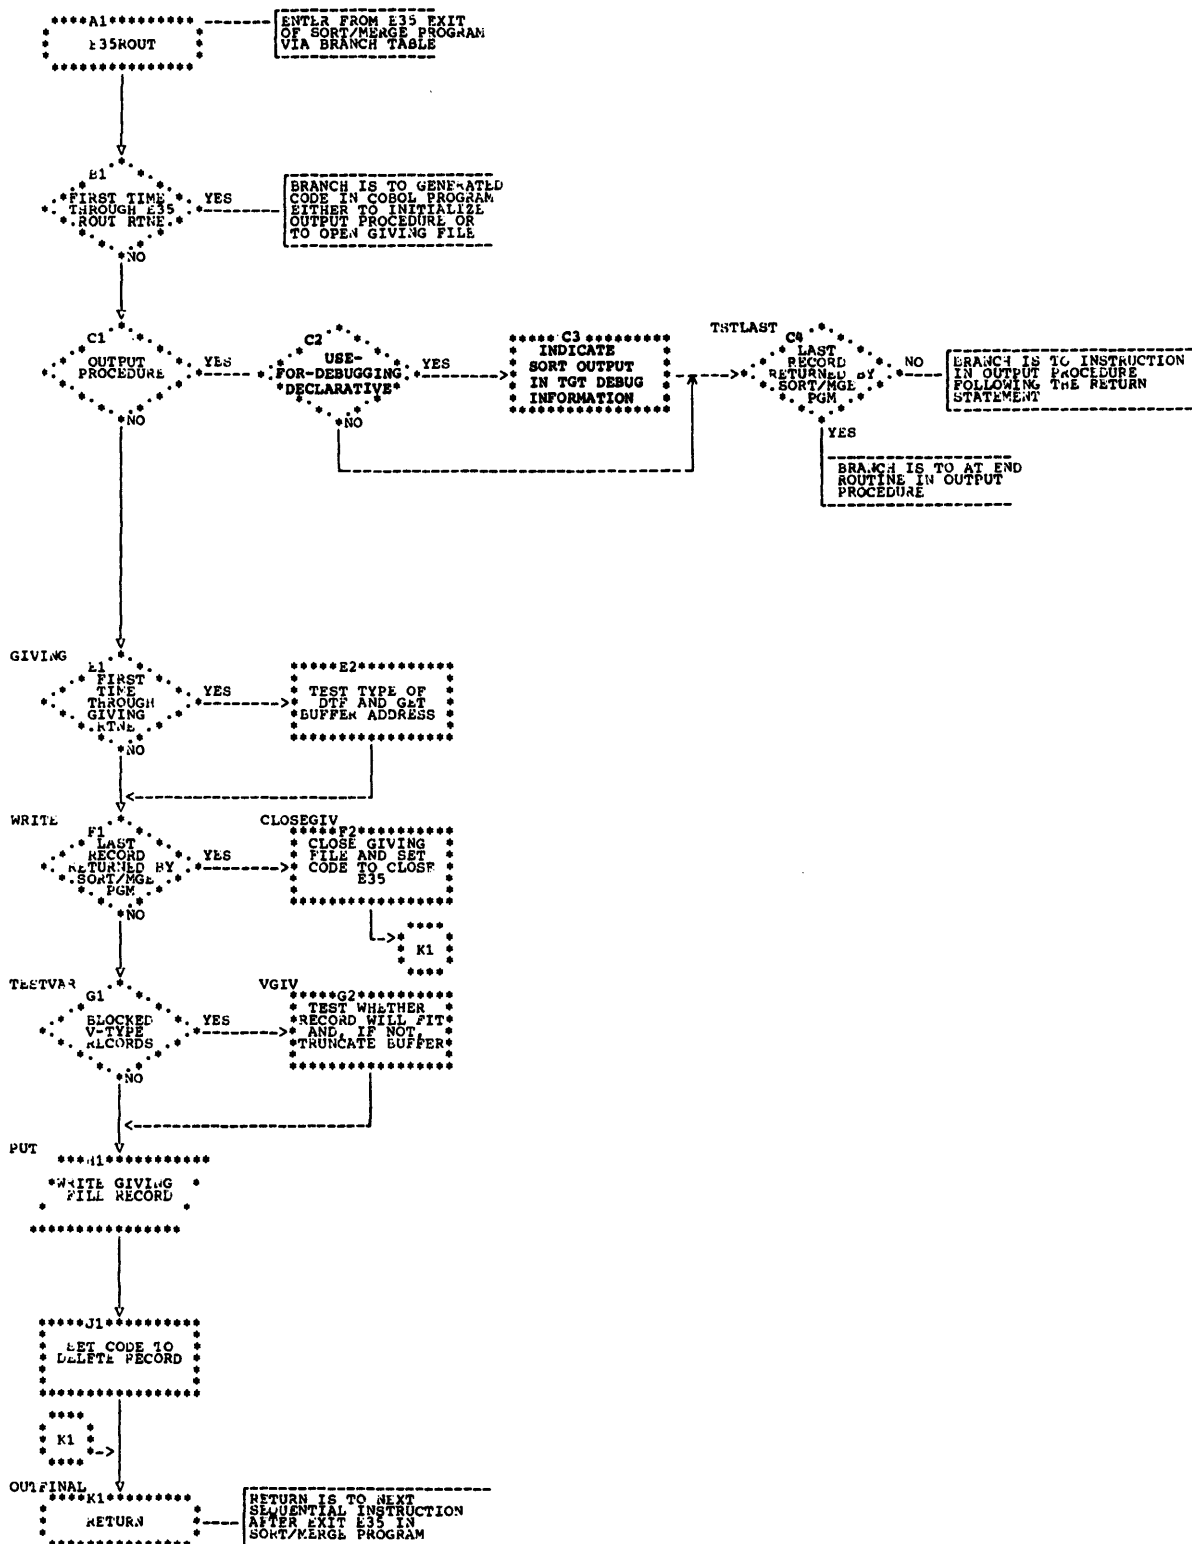 A1
E35ROUT
ENTER FROM E35 EXIT
OF SORT/MERGE PROGRAM
VIA BRANCH TABLE
B1
FIRST TIME
THROUGH E35
ROUT RTNE
YES
NO
BRANCH IS TO GENERATED
CODE IN COBOL PROGRAM
EITHER TO INITIALIZE
OUTPUT PROCEDURE OR
TO OPEN GIVING FILE
C1
OUTPUT
PROCEDURE
YES
NO
C2
USE-
FOR-DEBUGGING
DECLARATIVE
YES
NO
C3
INDICATE
SORT OUTPUT
IN TGT DEBUG
INFORMATION
TSTLAST
C4
LAST
RECORD
RETURNED BY
SORT/MGE
PGM
NO
YES
BRANCH IS TO INSTRUCTION
IN OUTPUT PROCEDURE
FOLLOWING THE RETURN
STATEMENT
BRANCH IS TO AT END
ROUTINE IN OUTPUT
PROCEDURE
GIVING
E1
FIRST
TIME
THROUGH
GIVING
RTNE
YES
NO
E2
TEST TYPE OF
DTF AND GET
BUFFER ADDRESS
WRITE
F1
LAST
RECORD
RETURNED BY
SORT/MGE
PGM
YES
NO
CLOSEGIV
F2
CLOSE GIVING
FILE AND SET
CODE TO CLOSE
E35
K1
TESTVAR
G1
BLOCKED
V-TYPE
RECORDS
YES
NO
VGIV
G2
TEST WHETHER
RECORD WILL FIT
AND, IF NOT,
TRUNCATE BUFFER
PUT
H1
WRITE GIVING
FILE RECORD
J1
SET CODE TO
DELETE RECORD
K1
OUTFINAL
K1
RETURN
RETURN IS TO NEXT
SEQUENTIAL INSTRUCTION
AFTER EXIT E35 IN
SORT/MERGE PROGRAM